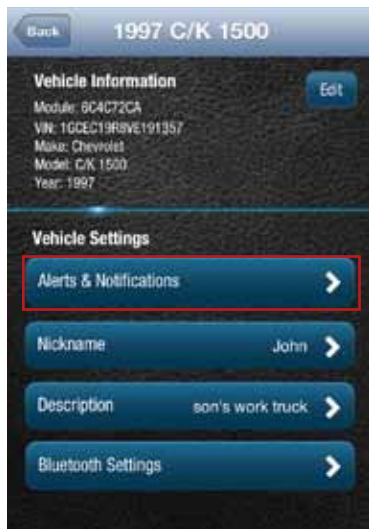 Back
1997 C/K 1500
Vehicle Information
Edit
Module: 6C4C72CA
VIN: 1GCEC19R8VE191357
Make: Chevrolet
Model: C/K 1500
Year: 1997
Vehicle Settings
Alerts & Notifications
Nickname John
Description son's work truck
Bluetooth Settings